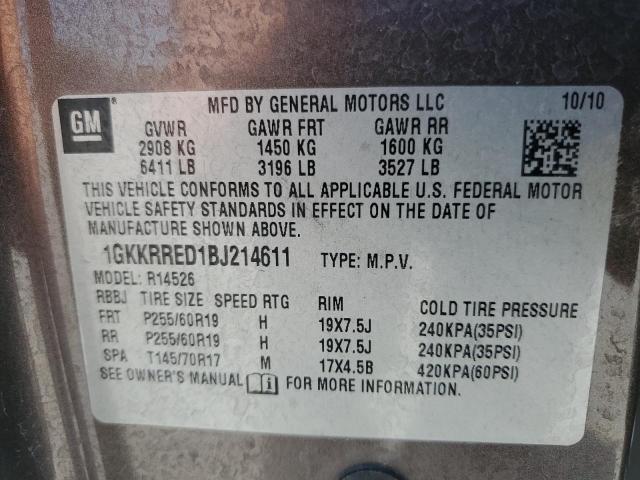 GM
MFD BY GENERAL MOTORS LLC 10/10
GVWR GAWR FRT GAWR RR
2908 KG 1450 KG 1600 KG
6411 LB 3196 LB 3527 LB
THIS VEHICLE CONFORMS TO ALL APPLICABLE U.S. FEDERAL MOTOR
VEHICLE SAFETY STANDARDS IN EFFECT ON THE DATE OF
MANUFACTURE SHOWN ABOVE.
1GKKRRED1BJ214611 TYPE: M.P.V.
MODEL: R14526
RBBJ TIRE SIZE SPEED RTG RIM COLD TIRE PRESSURE
FRT P255/60R19 H 19X7.5J 240KPA(35PSI)
RR P255/60R19 H 19X7.5J 240KPA(35PSI)
SPA T145/70R17 M 17X4.5B 420KPA(60PSI)
SEE OWNER'S MANUAL FOR MORE INFORMATION.